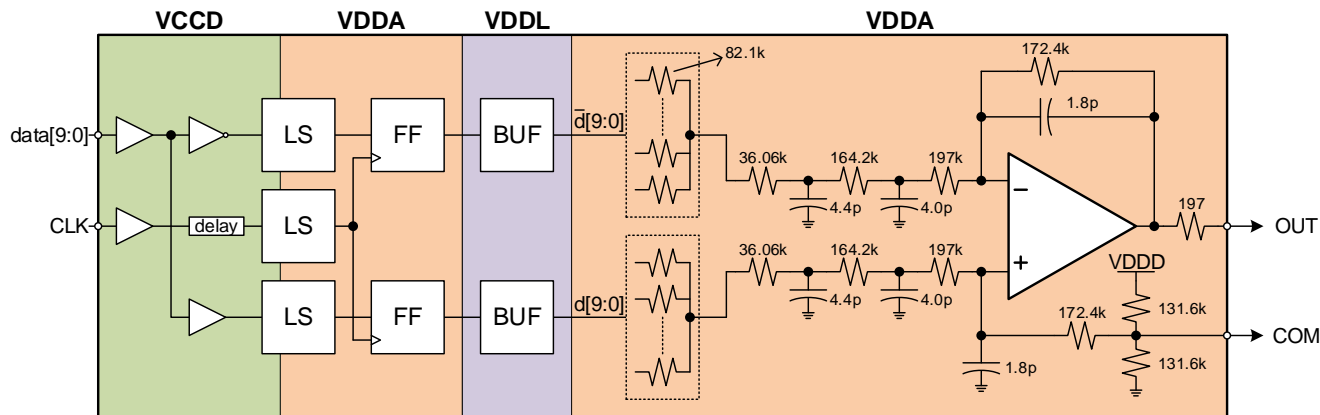 VCCD
VDDA
VDDL
VDDA
82.1k
172.4k
1.8p
data[9:0]
LS
FF
BUF
d̅[9:0]
36.06k
164.2k
197k
4.4p
4.0p
−
CLK
delay
LS
197
OUT
36.06k
164.2k
197k
+
VDDD
4.4p
4.0p
131.6k
LS
FF
BUF
d[9:0]
172.4k
COM
1.8p
131.6k